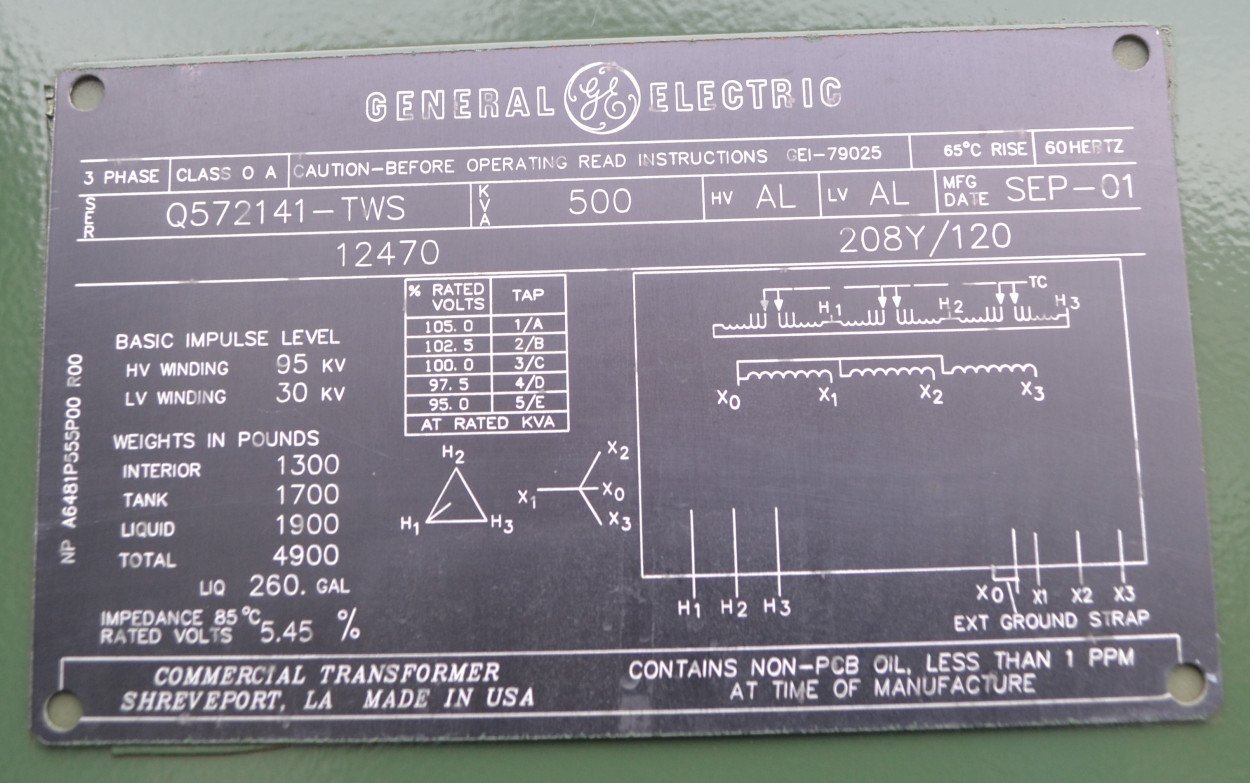 GENERAL GE ELECTRIC
3 PHASE CLASS O A CAUTION-BEFORE OPERATING READ INSTRUCTIONS GEI-79025 65°C RISE 60 HERTZ
SER Q572141-TWS KVA 500 HV AL LV AL MFG DATE SEP-01
12470 208Y/120
% RATED VOLTS TAP
105.0 1/A
102.5 2/B
100.0 3/C
97.5 4/D
95.0 5/E
AT RATED KVA
BASIC IMPULSE LEVEL
HV WINDING 95 KV
LV WINDING 30 KV
WEIGHTS IN POUNDS
INTERIOR 1300
TANK 1700
LIQUID 1900
TOTAL 4900
LIQ 260. GAL
IMPEDANCE 85°C
RATED VOLTS 5.45 %
NP A6481P555P00 R00
H2
H1 H3
X2
X1 X0
X3
TC
H1 H2 H3
X0 X1 X2 X3
H1 H2 H3
X0 X1 X2 X3
EXT GROUND STRAP
COMMERCIAL TRANSFORMER
SHREVEPORT, LA MADE IN USA
CONTAINS NON-PCB OIL, LESS THAN 1 PPM
AT TIME OF MANUFACTURE